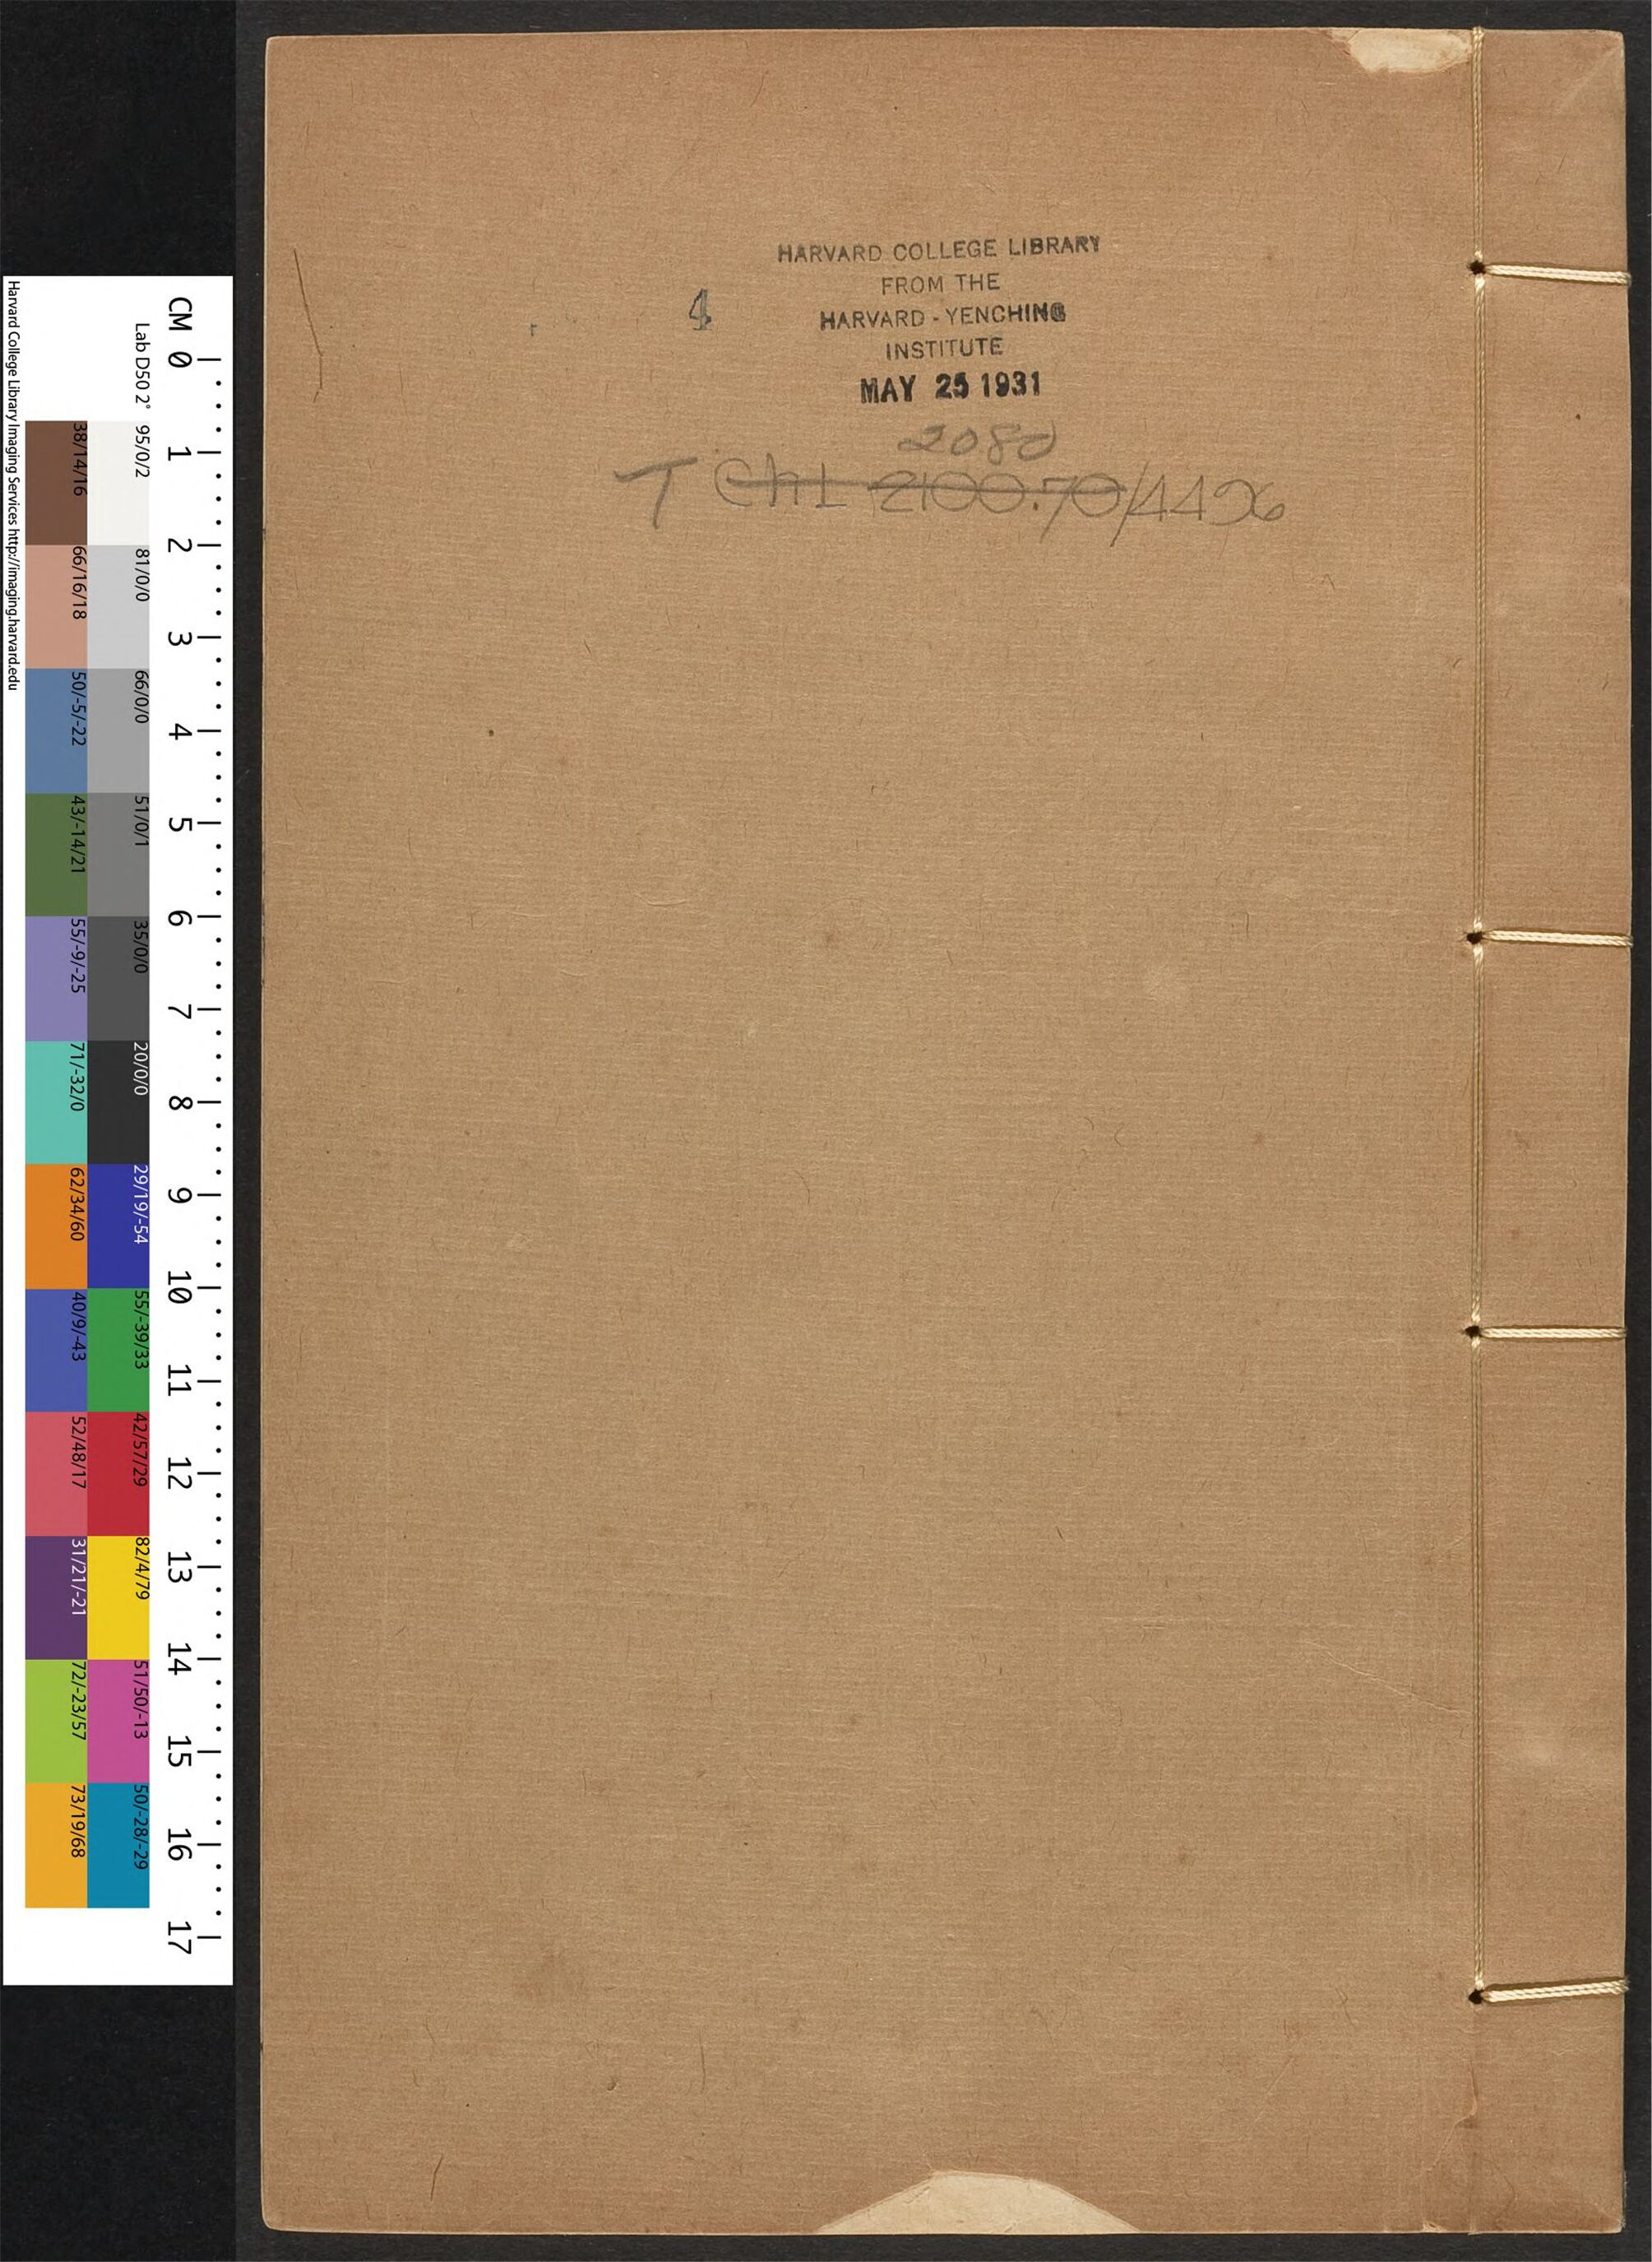 HARVARD COLLEGE LIBRARY
FROM THE
4 HARVARD-YENCHING
INSTITUTE
MAY 25 1931
2080
T Chi 2100.70/4426
Harvard College Library Imaging Services http://imaging.harvard.edu
Lab D50 2° 95/0/2 81/0/0 66/0/0 51/0/1 35/0/0 20/0/0 29/19/-54 55/-39/33 42/57/29 82/4/79 51/50/-13 50/-28/-29
38/14/16 66/16/18 50/-5/-22 43/-14/21 55/-9/-25 71/-32/0 62/34/60 40/9/-43 52/48/17 31/21/-21 72/-23/57 73/19/68
CM 0 1 2 3 4 5 6 7 8 9 10 11 12 13 14 15 16 17